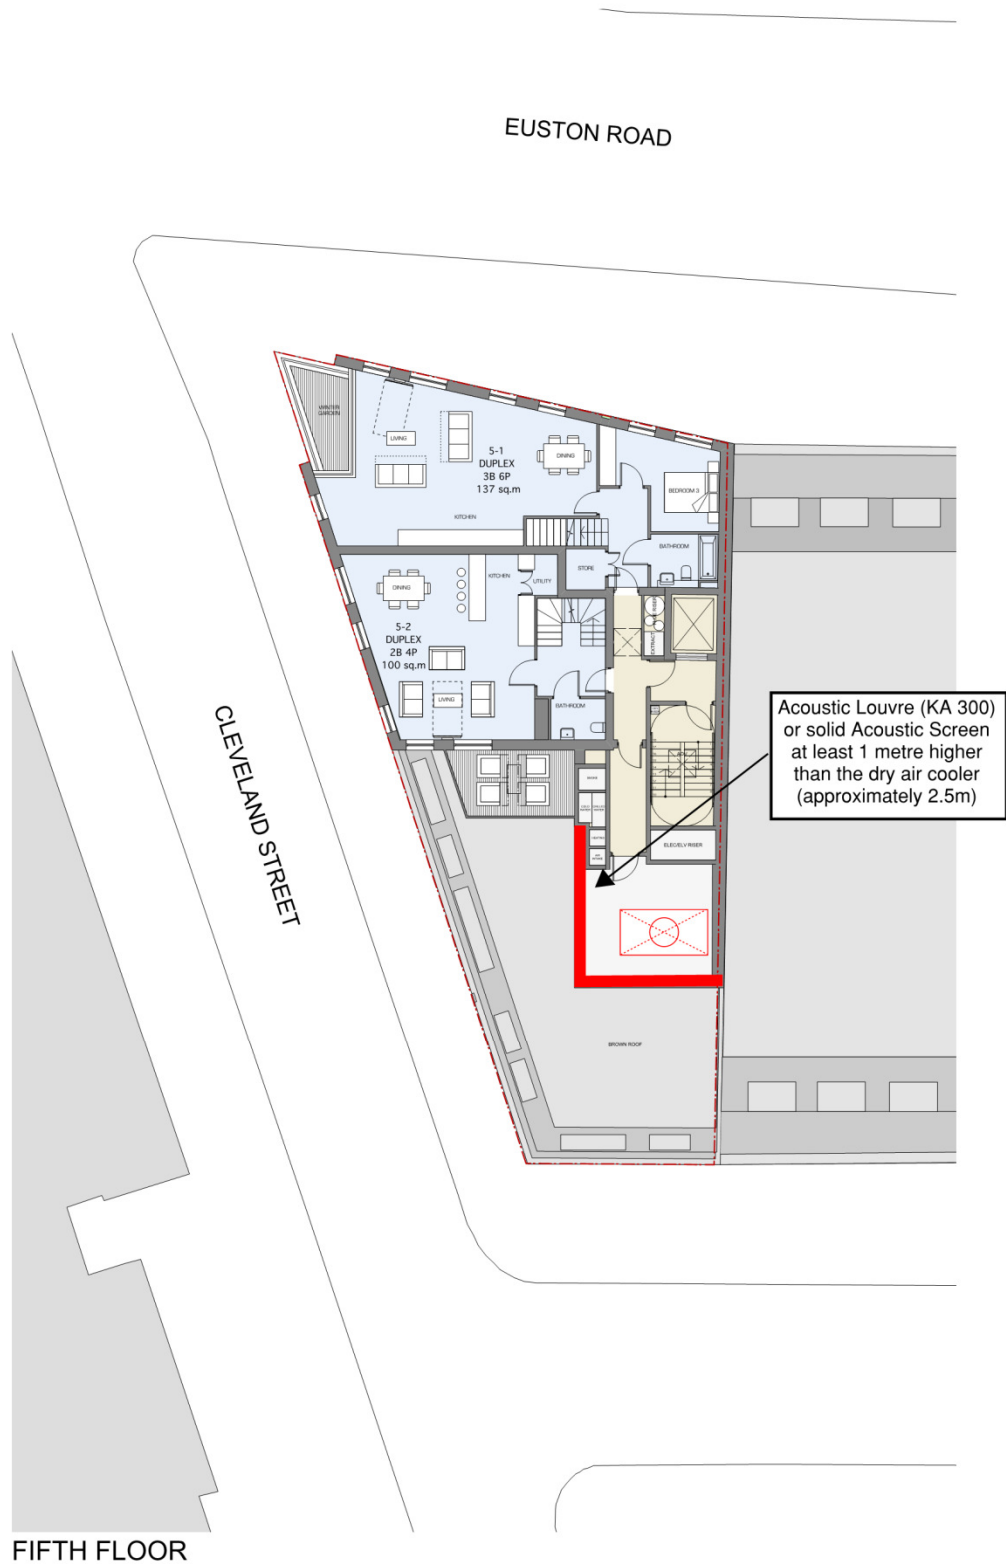 EUSTON ROAD
WINTER
GARDEN
LIVING
5-1
DUPLEX
3B 6P
137 sq.m
DINING
BEDROOM 3
KITCHEN
BATHROOM
STORE
KITCHEN
UTILITY
DINING
5-2
DUPLEX
2B 4P
100 sq.m
LIVING
BATHROOM
EXTRACT
RISER
CLEVELAND STREET
Acoustic Louvre (KA 300)
or solid Acoustic Screen
at least 1 metre higher
than the dry air cooler
(approximately 2.5m)
ELEC/ELV RISER
BROWN ROOF
FIFTH FLOOR